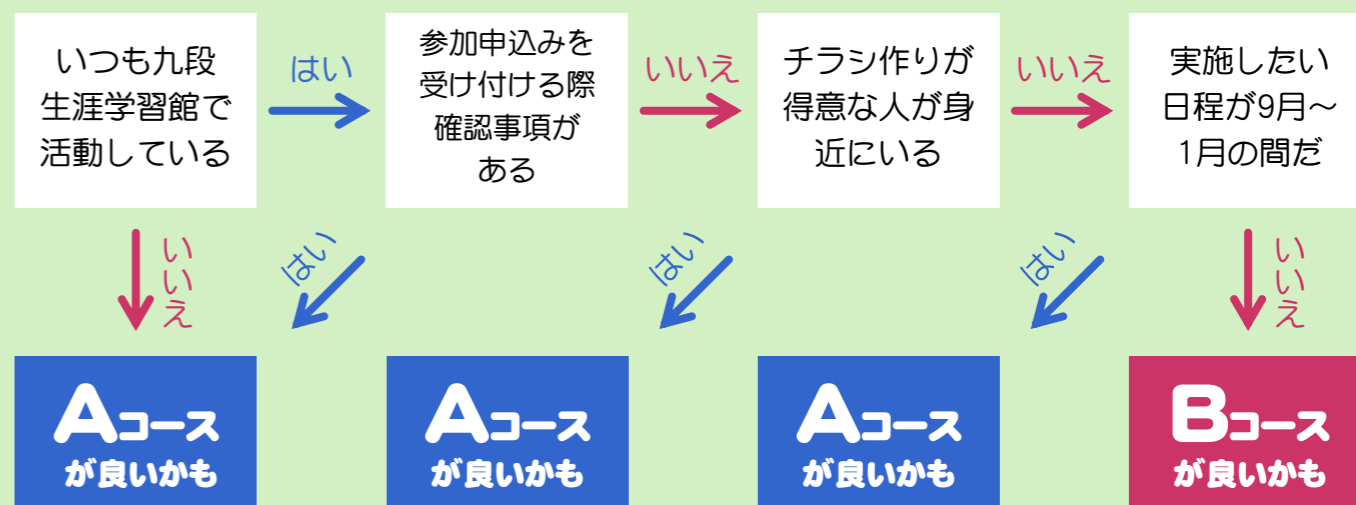 いつも九段
生涯学習館で
活動している
はい
参加申込みを
受け付ける際
確認事項が
ある
いいえ
チラシ作りが
得意な人が身
近にいる
いいえ
実施したい
日程が9月～
1月の間だ
いいえ
はい
はい
はい
いいえ
Aコース
が良いかも
Aコース
が良いかも
Aコース
が良いかも
Bコース
が良いかも